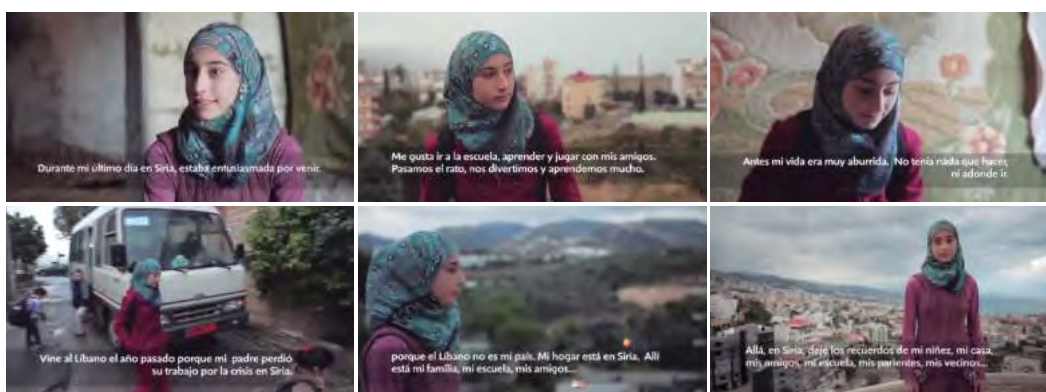 Durante mi último día en Siria, estaba entusiasmada por venir.
Me gusta ir a la escuela, aprender y jugar con mis amigos.
Pasamos el rato, nos divertimos y aprendemos mucho.
Antes mi vida era muy aburrida. No tenía nada que hacer,
ni adonde ir.
Vine al Líbano el año pasado porque mi padre perdió
su trabajo por la crisis en Siria.
porque el Líbano no es mi país. Mi hogar está en Siria. Allí
está mi familia, mi escuela, mis amigos...
Allá, en Siria, deje los recuerdos de mi niñez, mi casa,
mis amigos, mi escuela, mis parientes, mis vecinos...